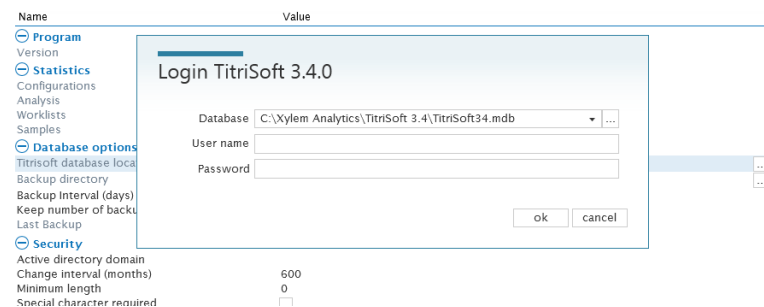 Name Value
Program
Version
Statistics
Configurations
Analysis
Worklists
Samples
Database options
Titrisoft database loca
Backup directory
Backup Interval (days)
Keep number of backu
Last Backup
Security
Active directory domain
Change interval (months) 600
Minimum length 0
Special character required
Login TitriSoft 3.4.0
Database C:\Xylem Analytics\TitriSoft 3.4\TitriSoft34.mdb ...
User name
Password
ok cancel